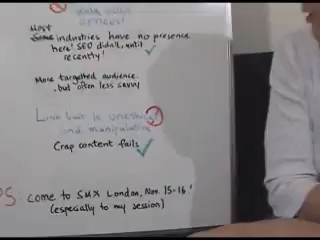 Most
Some industries have no presence
here! SEO didn't, until
recently!
More targetted audience
.. but often less savvy
Link bait is
and manipulative
Crap content fails
PS come to SMX London, Nov. 15-16!
(especially to my session)